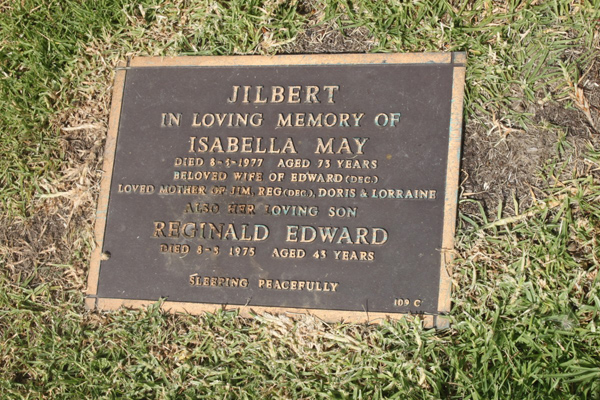 JILBERT
IN LOVING MEMORY OF
ISABELLA MAY
DIED 8-5-1977 AGED 73 YEARS
BELOVED WIFE OF EDWARD (DEC.)
LOVED MOTHER OF JIM, REG (DEC.), DORIS & LORRAINE
ALSO HER LOVING SON
REGINALD EDWARD
DIED 8-5 1975 AGED 43 YEARS
SLEEPING PEACEFULLY
109 C